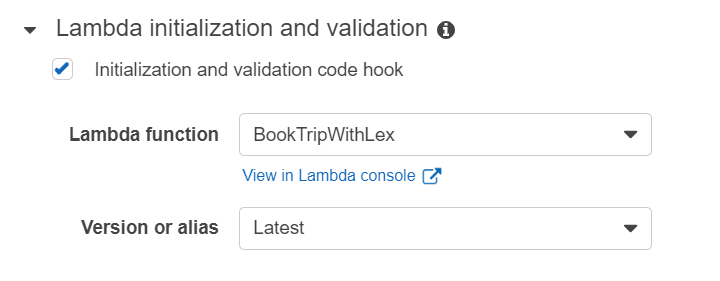 Lambda initialization and validation
Initialization and validation code hook
Lambda function BookTripWithLex
View in Lambda console
Version or alias Latest